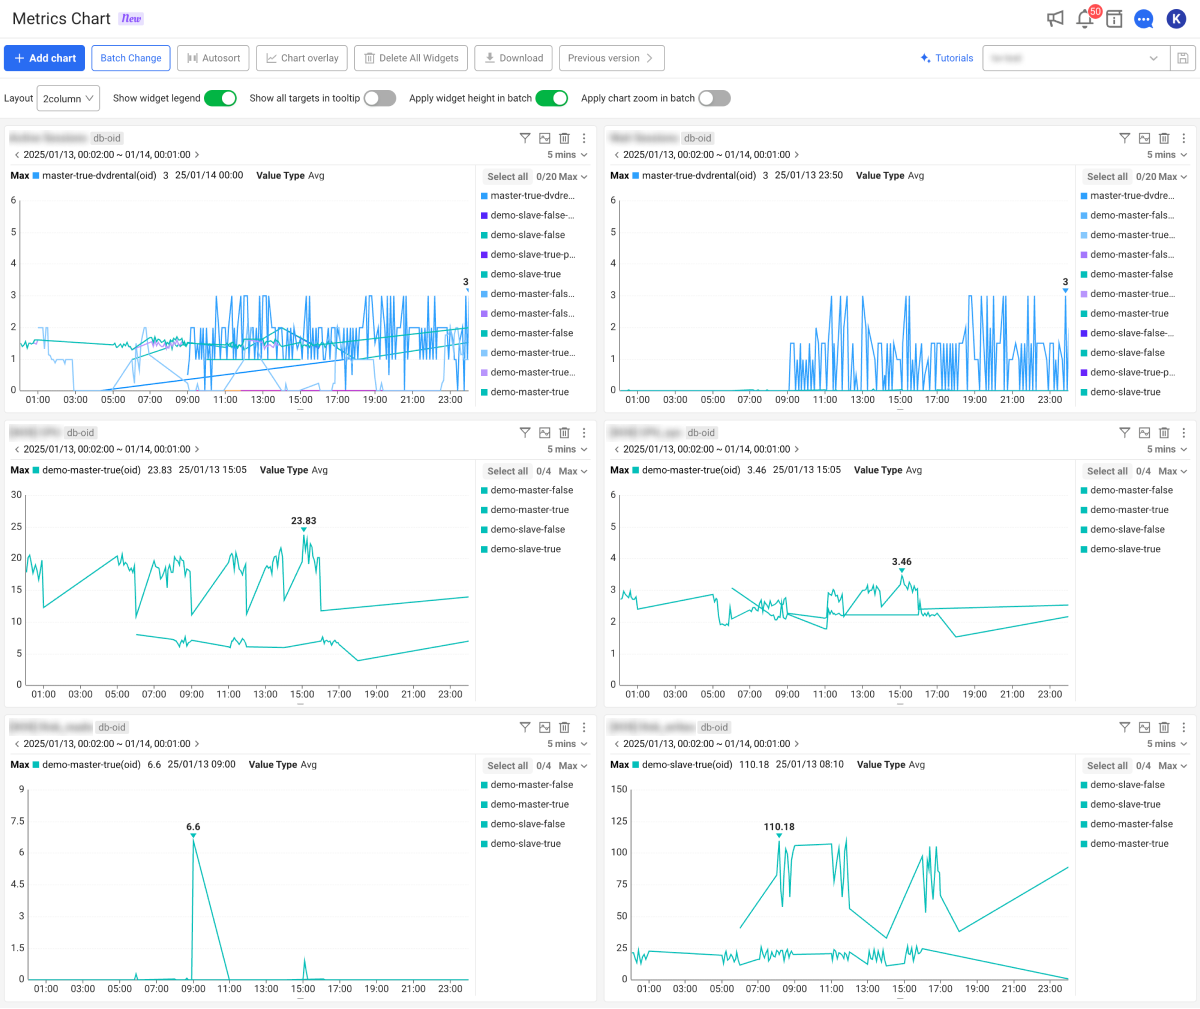 Metrics Chart New
50
K
+ Add chart Batch Change Autosort Chart overlay Delete All Widgets Download Previous version Tutorials
Layout 2column Show widget legend Show all targets in tooltip Apply widget height in batch Apply chart zoom in batch
db-oid
2025/01/13, 00:02:00 ~ 01/14, 00:01:00 5 mins
Max master-true-dvdrental(oid) 3 25/01/14 00:00 Value Type Avg
Select all 0/20 Max
6
5
4
3
2
1
0
3
01:00 03:00 05:00 07:00 09:00 11:00 13:00 15:00 17:00 19:00 21:00 23:00
master-true-dvdre...
demo-slave-false-...
demo-slave-false
demo-slave-true-p...
demo-slave-true
demo-master-fals...
demo-master-fals...
demo-master-false
demo-master-true...
demo-master-true...
demo-master-true
db-oid
2025/01/13, 00:02:00 ~ 01/14, 00:01:00 5 mins
Max master-true-dvdrental(oid) 3 25/01/13 23:50 Value Type Avg
Select all 0/20 Max
6
5
4
3
2
1
0
3
01:00 03:00 05:00 07:00 09:00 11:00 13:00 15:00 17:00 19:00 21:00 23:00
master-true-dvdre...
demo-master-fals...
demo-master-true...
demo-master-fals...
demo-master-false
demo-master-true...
demo-master-true
demo-slave-false-...
demo-slave-false
demo-slave-true-p...
demo-slave-true
db-oid
2025/01/13, 00:02:00 ~ 01/14, 00:01:00 5 mins
Max demo-master-true(oid) 23.83 25/01/13 15:05 Value Type Avg
Select all 0/4 Max
30
25
20
15
10
5
0
23.83
01:00 03:00 05:00 07:00 09:00 11:00 13:00 15:00 17:00 19:00 21:00 23:00
demo-master-false
demo-master-true
demo-slave-false
demo-slave-true
db-oid
2025/01/13, 00:02:00 ~ 01/14, 00:01:00 5 mins
Max demo-master-true(oid) 3.46 25/01/13 15:05 Value Type Avg
Select all 0/4 Max
6
5
4
3
2
1
0
3.46
01:00 03:00 05:00 07:00 09:00 11:00 13:00 15:00 17:00 19:00 21:00 23:00
demo-master-false
demo-master-true
demo-slave-false
demo-slave-true
db-oid
2025/01/13, 00:02:00 ~ 01/14, 00:01:00 5 mins
Max demo-master-true(oid) 6.6 25/01/13 09:00 Value Type Avg
Select all 0/4 Max
9
7.5
6
4.5
3
1.5
0
6.6
01:00 03:00 05:00 07:00 09:00 11:00 13:00 15:00 17:00 19:00 21:00 23:00
demo-master-false
demo-master-true
demo-slave-false
demo-slave-true
db-oid
2025/01/13, 00:02:00 ~ 01/14, 00:01:00 5 mins
Max demo-slave-true(oid) 110.18 25/01/13 08:10 Value Type Avg
Select all 0/4 Max
150
125
100
75
50
25
0
110.18
01:00 03:00 05:00 07:00 09:00 11:00 13:00 15:00 17:00 19:00 21:00 23:00
demo-slave-false
demo-slave-true
demo-master-false
demo-master-true